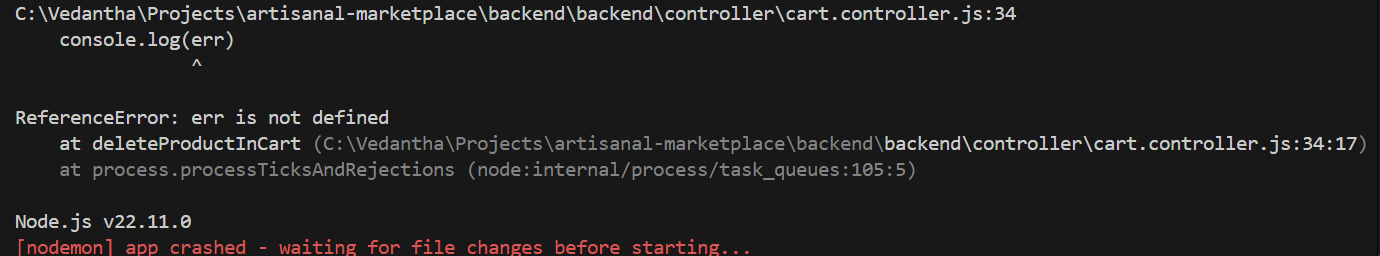 C:\Vedantha\Projects\artisanal-marketplace\backend\backend\controller\cart.controller.js:34
    console.log(err)
                ^
ReferenceError: err is not defined
    at deleteProductInCart (C:\Vedantha\Projects\artisanal-marketplace\backend\backend\controller\cart.controller.js:34:17)
    at process.processTicksAndRejections (node:internal/process/task_queues:105:5)
Node.js v22.11.0
[nodemon] app crashed - waiting for file changes before starting...